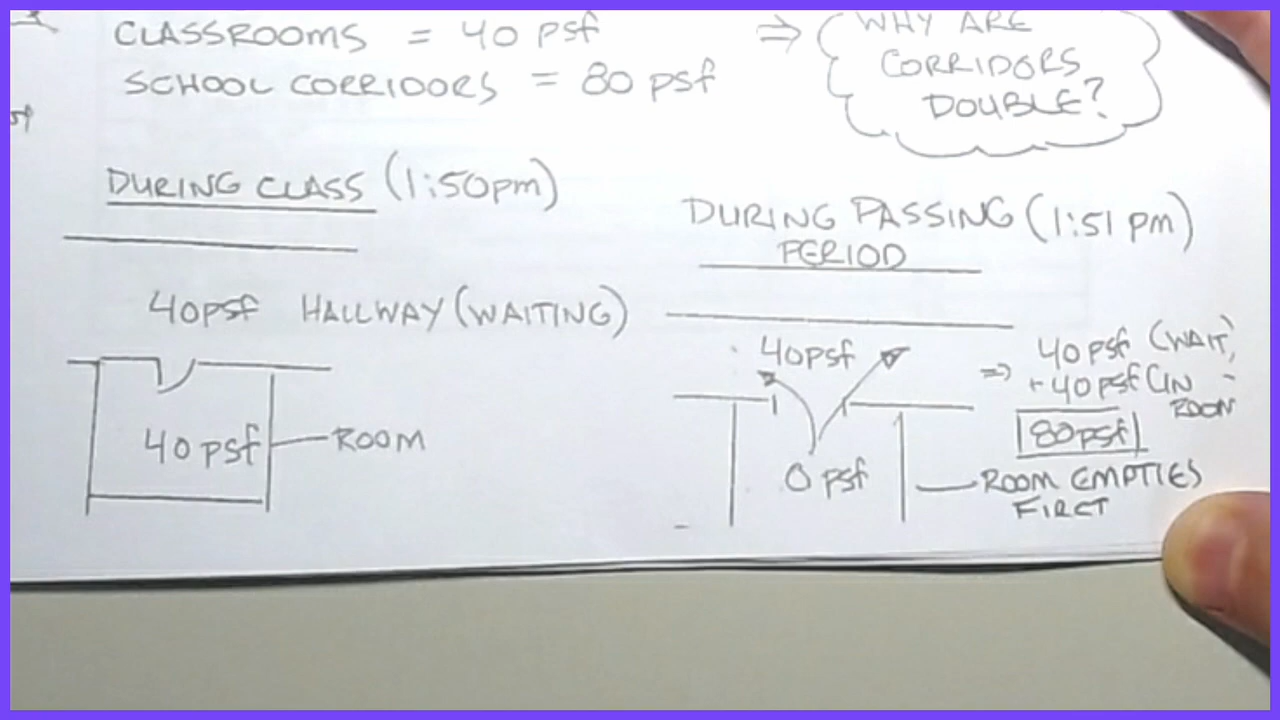 CLASSROOMS = 40 psf
SCHOOL CORRIDORS = 80 psf
⇒ WHY ARE
CORRIDORS
DOUBLE?
DURING CLASS (1:50pm)
40psf HALLWAY (WAITING)
40 psf
ROOM
DURING PASSING (1:51 pm)
PERIOD
40psf
0 psf
⇒ 40 psf (WAIT)
+ 40 psf (IN
ROOM
80psf
ROOM EMPTIES
FIRST